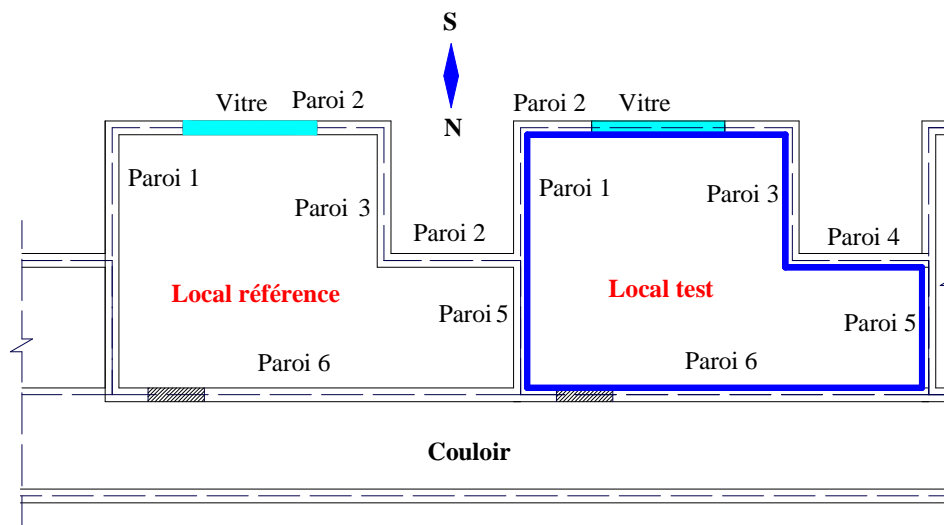 S
N
Vitre
Paroi 2
Paroi 2
Vitre
Paroi 1
Paroi 3
Paroi 2
Paroi 1
Paroi 3
Paroi 4
Local référence
Local test
Paroi 5
Paroi 5
Paroi 6
Paroi 6
Couloir